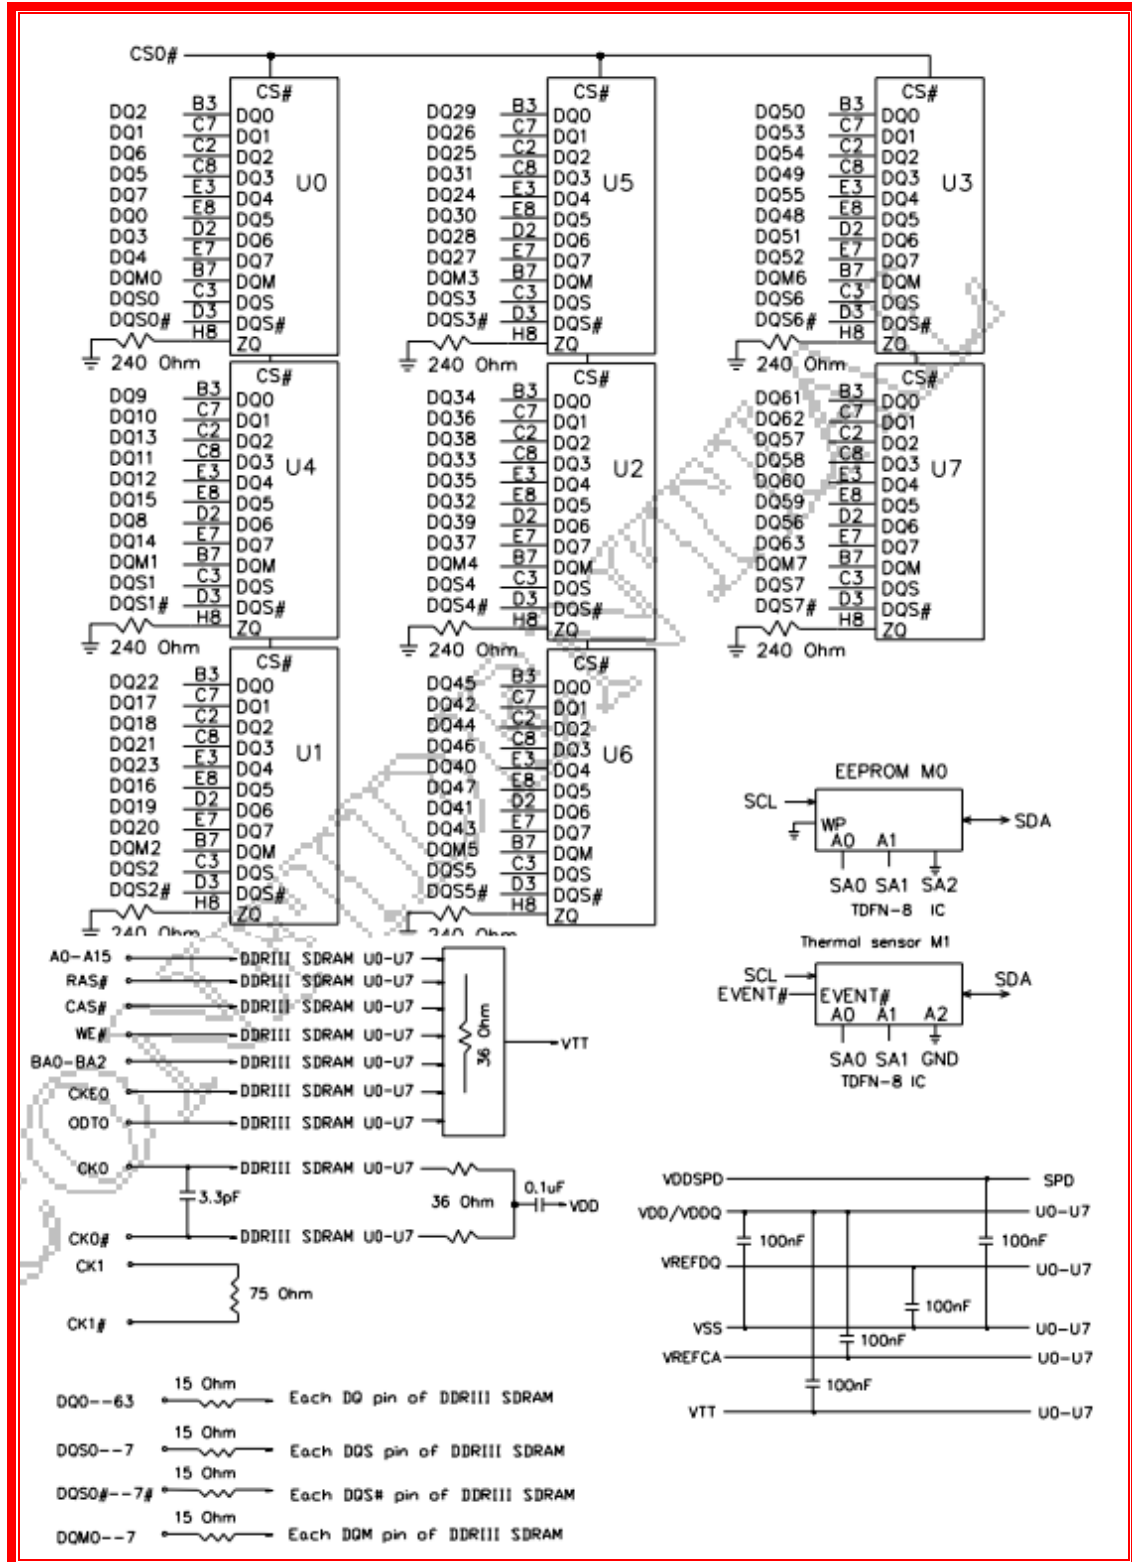 CS0#
CS#
DQ2 B3 DQ0
DQ1 C7 DQ1
DQ6 C2 DQ2
DQ5 C8 DQ3
DQ7 E3 DQ4
DQ0 E8 DQ5
DQ3 D2 DQ6
DQ4 E7 DQ7
DQM0 B7 DQM
DQS0 C3 DQS
DQS0# D3 DQS#
H8 ZQ
U0
240 Ohm
CS#
DQ29 B3 DQ0
DQ26 C7 DQ1
DQ25 C2 DQ2
DQ31 C8 DQ3
DQ24 E3 DQ4
DQ30 E8 DQ5
DQ28 D2 DQ6
DQ27 E7 DQ7
DQM3 B7 DQM
DQS3 C3 DQS
DQS3# D3 DQS#
H8 ZQ
U5
240 Ohm
CS#
DQ50 B3 DQ0
DQ53 C7 DQ1
DQ54 C2 DQ2
DQ49 C8 DQ3
DQ55 E3 DQ4
DQ48 E8 DQ5
DQ51 D2 DQ6
DQ52 E7 DQ7
DQM6 B7 DQM
DQS6 C3 DQS
DQS6# D3 DQS#
H8 ZQ
U3
240 Ohm
CS#
DQ9 B3 DQ0
DQ10 C7 DQ1
DQ13 C2 DQ2
DQ11 C8 DQ3
DQ12 E3 DQ4
DQ15 E8 DQ5
DQ8 D2 DQ6
DQ14 E7 DQ7
DQM1 B7 DQM
DQS1 C3 DQS
DQS1# D3 DQS#
H8 ZQ
U4
240 Ohm
CS#
DQ34 B3 DQ0
DQ36 C7 DQ1
DQ38 C2 DQ2
DQ33 C8 DQ3
DQ35 E3 DQ4
DQ32 E8 DQ5
DQ39 D2 DQ6
DQ37 E7 DQ7
DQM4 B7 DQM
DQS4 C3 DQS
DQS4# D3 DQS#
H8 ZQ
U2
240 Ohm
CS#
DQ61 B3 DQ0
DQ62 C7 DQ1
DQ57 C2 DQ2
DQ58 C8 DQ3
DQ60 E3 DQ4
DQ59 E8 DQ5
DQ56 D2 DQ6
DQ63 E7 DQ7
DQM7 B7 DQM
DQS7 C3 DQS
DQS7# D3 DQS#
H8 ZQ
U7
240 Ohm
CS#
DQ22 B3 DQ0
DQ17 C7 DQ1
DQ18 C2 DQ2
DQ21 C8 DQ3
DQ23 E3 DQ4
DQ16 E8 DQ5
DQ19 D2 DQ6
DQ20 E7 DQ7
DQM2 B7 DQM
DQS2 C3 DQS
DQS2# D3 DQS#
H8 ZQ
U1
240 Ohm
CS#
DQ45 B3 DQ0
DQ42 C7 DQ1
DQ44 C2 DQ2
DQ46 C8 DQ3
DQ40 E3 DQ4
DQ47 E8 DQ5
DQ41 D2 DQ6
DQ43 E7 DQ7
DQM5 B7 DQM
DQS5 C3 DQS
DQS5# D3 DQS#
H8 ZQ
U6
240 Ohm
EEPROM M0
SCL
WP
SDA
A0 A1
SA0 SA1 SA2
TDFN-8 IC
Thermal sensor M1
SCL
EVENT# EVENT#
SDA
A0 A1 A2
SA0 SA1 GND
TDFN-8 IC
A0-A15 DDRIII SDRAM U0-U7
RAS# DDRIII SDRAM U0-U7
CAS# DDRIII SDRAM U0-U7
WE# DDRIII SDRAM U0-U7
BA0-BA2 DDRIII SDRAM U0-U7
CKE0 DDRIII SDRAM U0-U7
ODT0 DDRIII SDRAM U0-U7
36 Ohm
VTT
CK0 DDRIII SDRAM U0-U7
3.3pF
36 Ohm
0.1uF
VDD
CK0# DDRIII SDRAM U0-U7
CK1
75 Ohm
CK1#
VDDSPD SPD
VDD/VDDQ U0-U7
100nF 100nF
VREFDQ U0-U7
100nF
VSS U0-U7
100nF
VREFCA U0-U7
100nF
VTT U0-U7
15 Ohm
DQ0--63 Each DQ pin of DDRIII SDRAM
15 Ohm
DQS0--7 Each DQS pin of DDRIII SDRAM
15 Ohm
DQS0#--7# Each DQS# pin of DDRIII SDRAM
15 Ohm
DQM0--7 Each DQM pin of DDRIII SDRAM